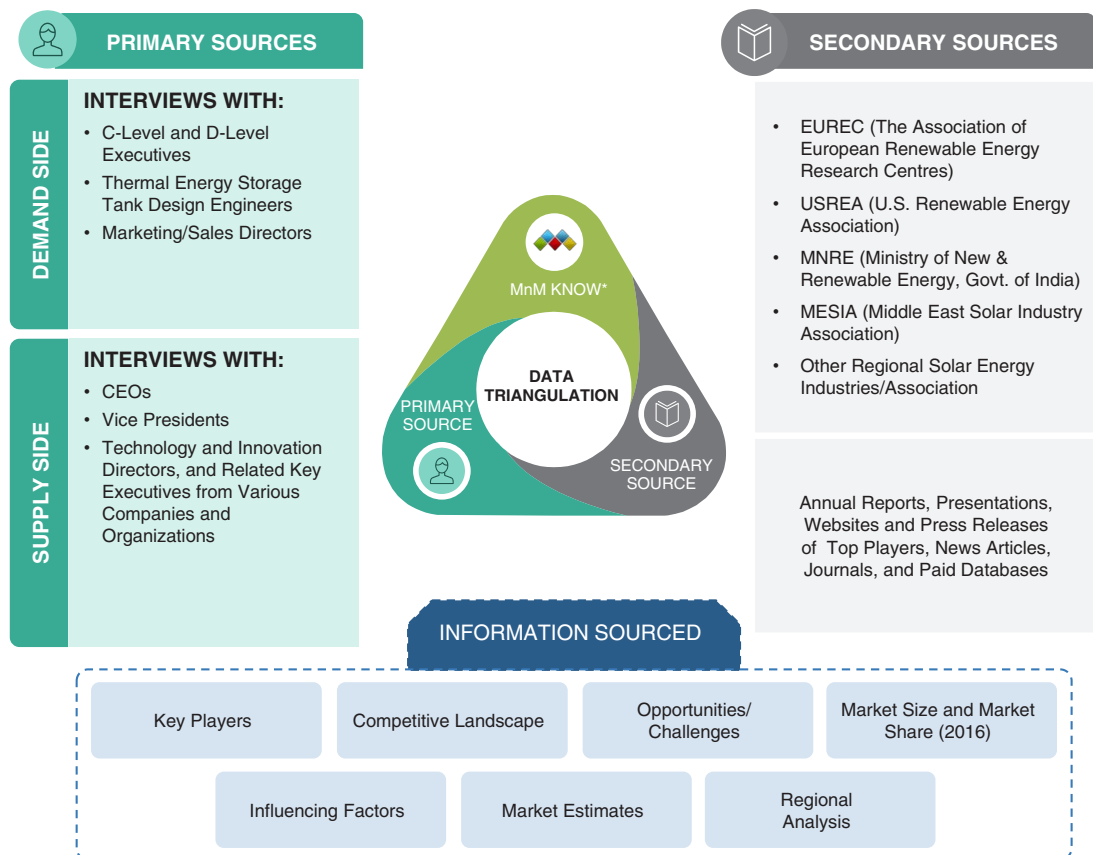 PRIMARY SOURCES
DEMAND SIDE
INTERVIEWS WITH:
• C-Level and D-Level
Executives
• Thermal Energy Storage
Tank Design Engineers
• Marketing/Sales Directors
SUPPLY SIDE
INTERVIEWS WITH:
• CEOs
• Vice Presidents
• Technology and Innovation
Directors, and Related Key
Executives from Various
Companies and
Organizations
MnM KNOW*
DATA
TRIANGULATION
PRIMARY
SOURCE
SECONDARY
SOURCE
SECONDARY SOURCES
• EUREC (The Association of
European Renewable Energy
Research Centres)
• USREA (U.S. Renewable Energy
Association)
• MNRE (Ministry of New &
Renewable Energy, Govt. of India)
• MESIA (Middle East Solar Industry
Association)
• Other Regional Solar Energy
Industries/Association
Annual Reports, Presentations,
Websites and Press Releases
of Top Players, News Articles,
Journals, and Paid Databases
INFORMATION SOURCED
Key Players
Competitive Landscape
Opportunities/
Challenges
Market Size and Market
Share (2016)
Influencing Factors
Market Estimates
Regional
Analysis